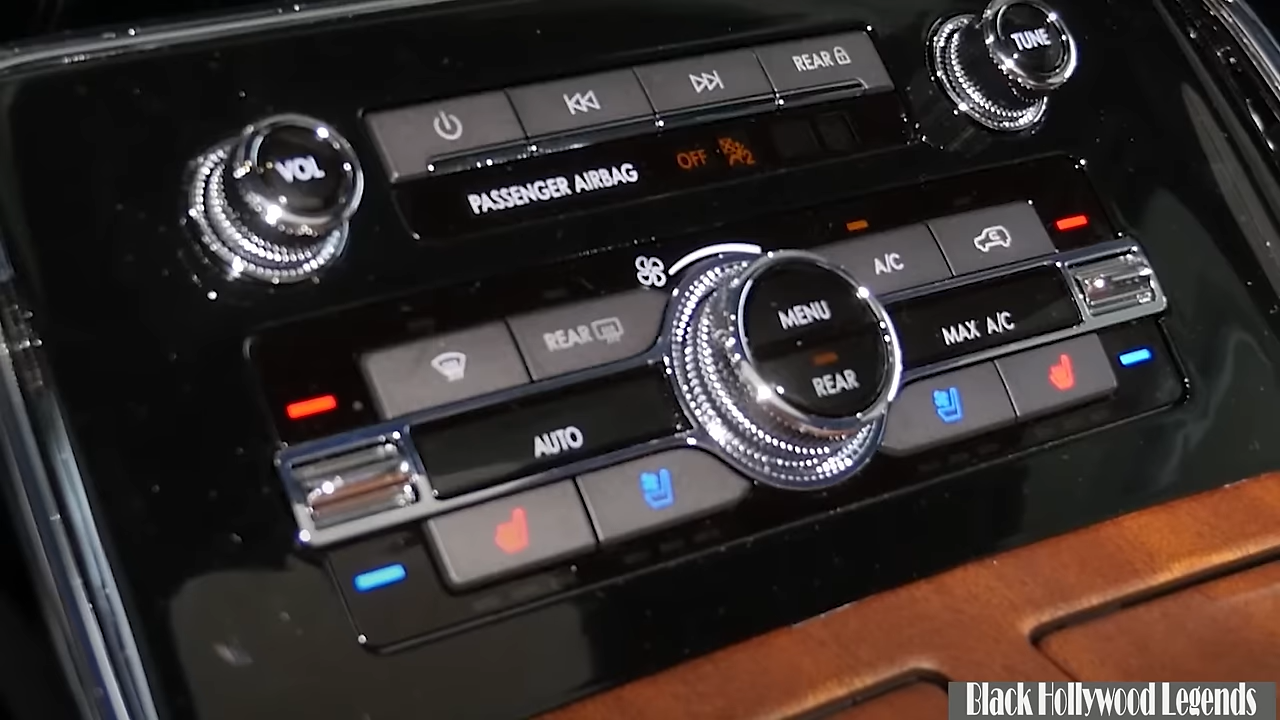 VOL
REAR
TUNE
PASSENGER AIRBAG OFF
A/C
MENU
REAR
MAX A/C
REAR
AUTO
Black Hollywood Legends